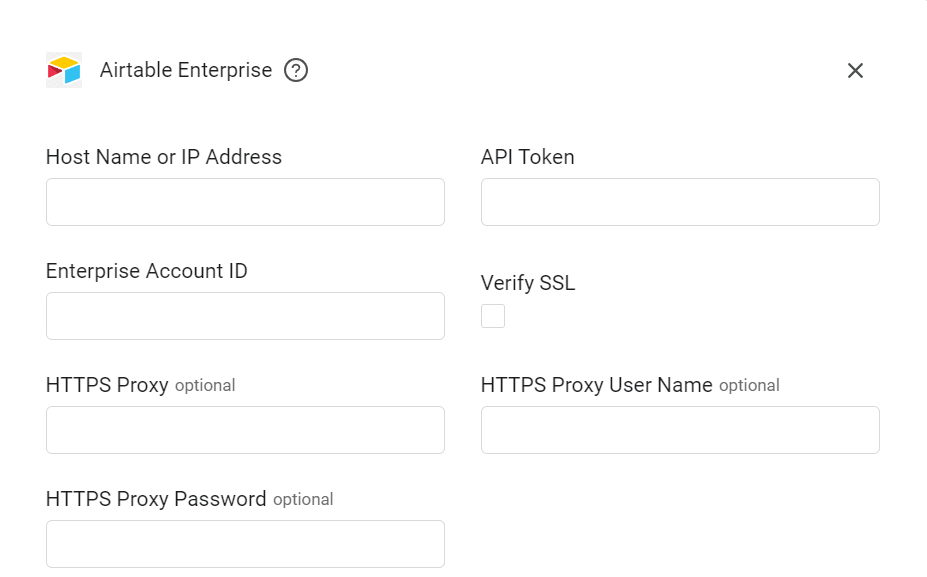 Airtable Enterprise
Host Name or IP Address
API Token
Enterprise Account ID
Verify SSL
HTTPS Proxy optional
HTTPS Proxy User Name optional
HTTPS Proxy Password optional